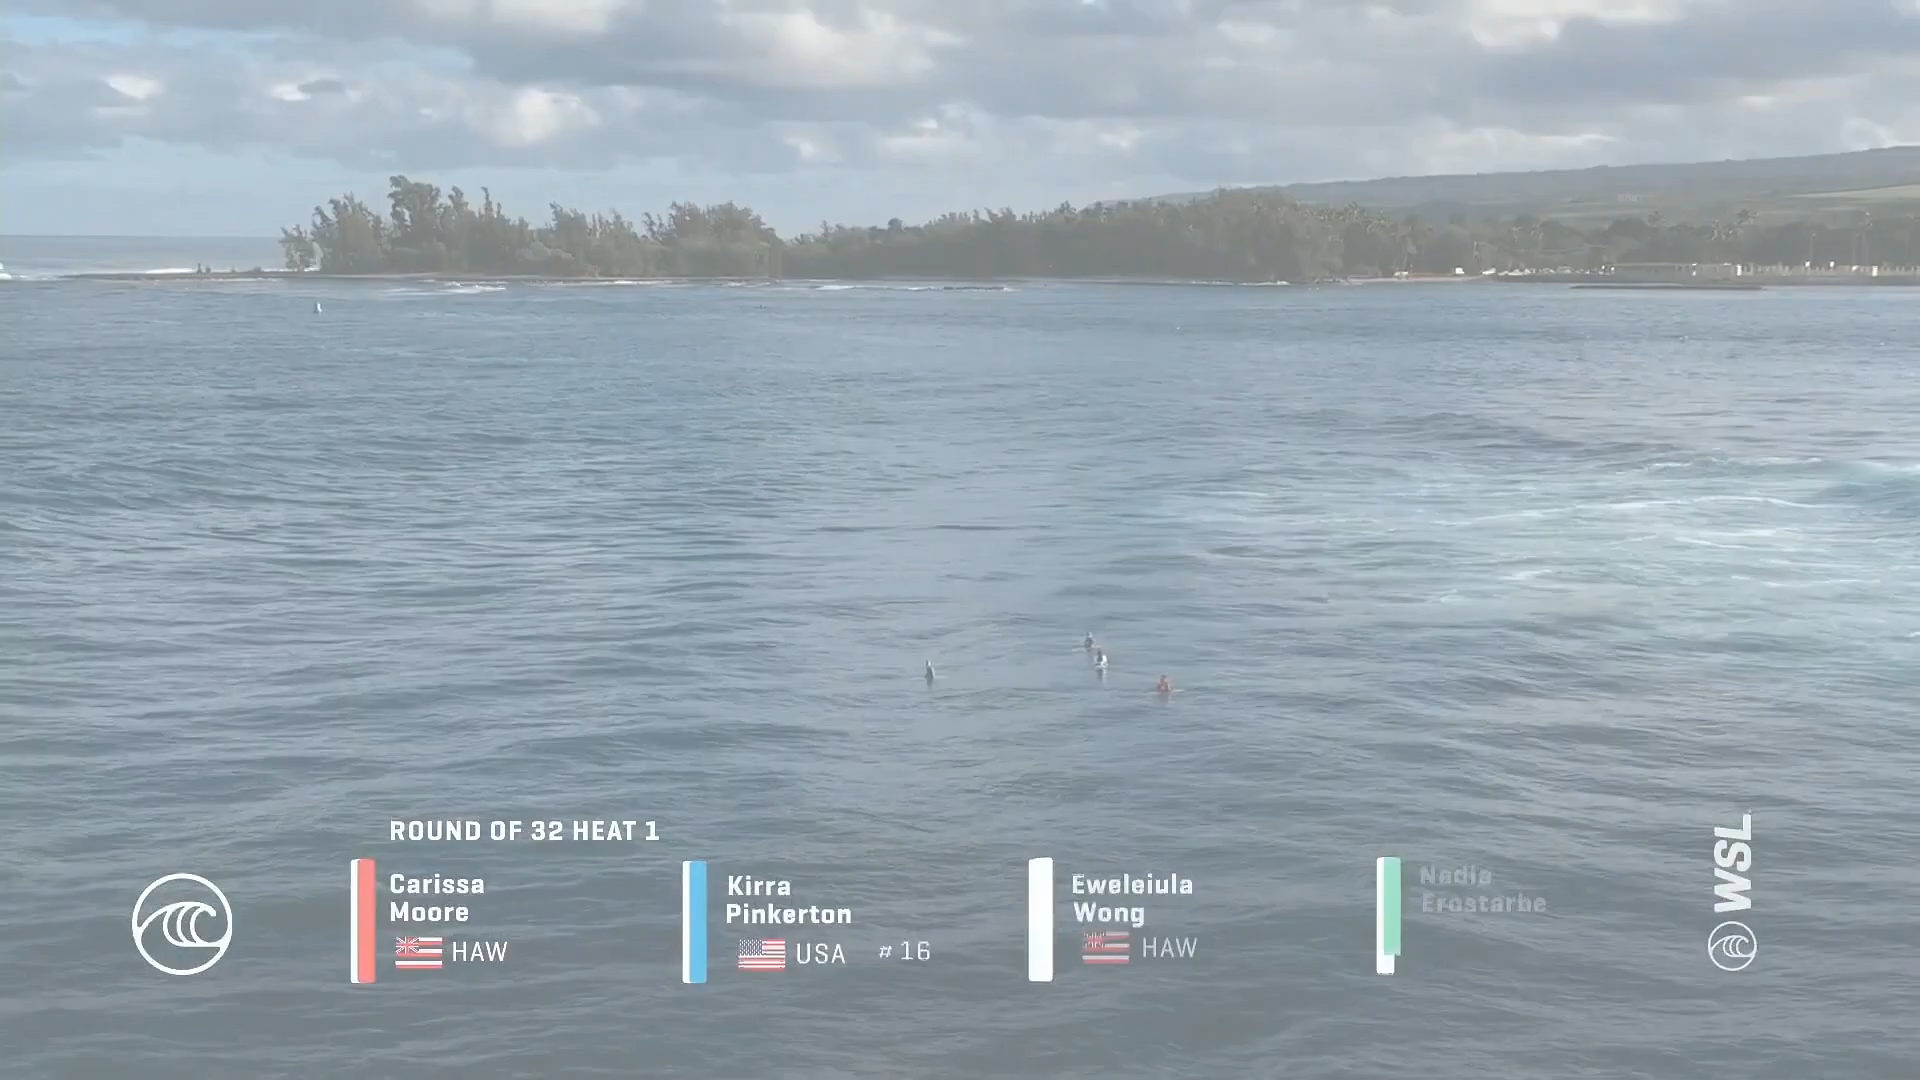 ROUND OF 32 HEAT 1
Carissa
Moore
HAW
Kirra
Pinkerton
USA # 16
Eweleiula
Wong
HAW
Nadia
Erostarbe
WSL